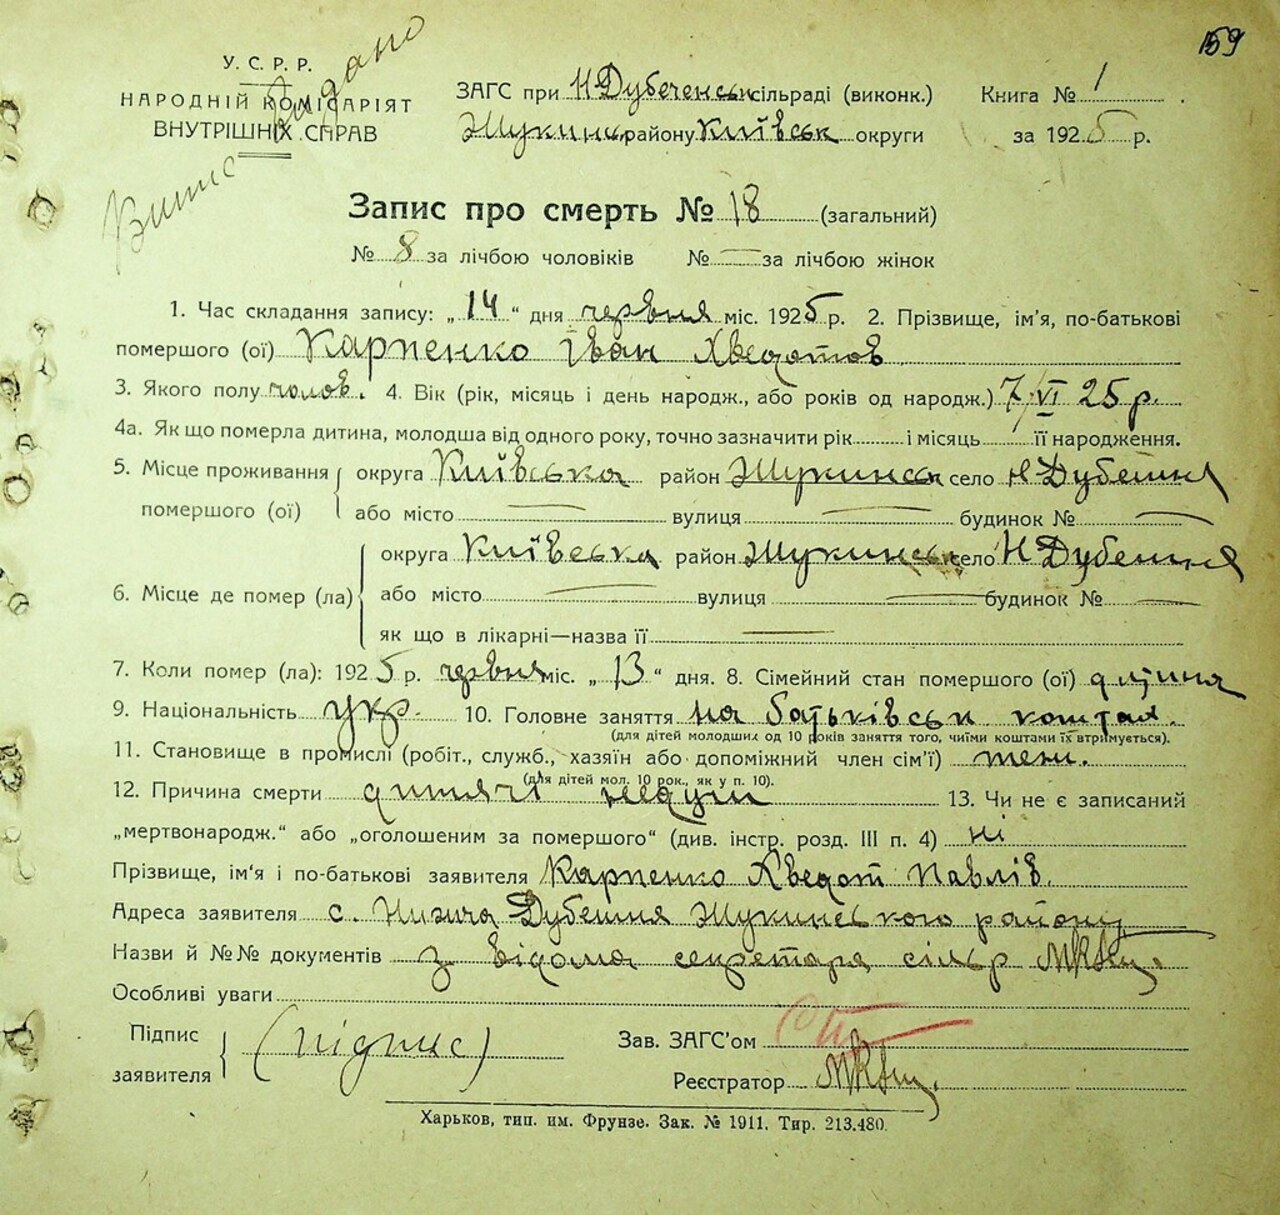 159
Витис видано
У. С. Р. Р.
НАРОДНІЙ КОМІСАРІЯТ
ВНУТРІШНІХ СПРАВ
ЗАГС при Н Дубеченськ сільраді (виконк.) Книга № 1
Жукинс. району Київськ округи за 1925 р.
Запис про смерть № 18 (загальний)
№ 8 за лічбою чоловіків № — за лічбою жінок
1. Час складання запису: „14“ дня червня міс. 1925 р. 2. Прізвище, ім’я, по-батькові
помершого (ої) Карпенко Іван Хведотов
3. Якого полу чолов. 4. Вік (рік, місяць і день народж., або років од народж.) 7/VI 25 р.
4а. Як що померла дитина, молодша від одного року, точно зазначити рік і місяць її народження.
5. Місце проживання округа Київська район Жукинськ село Н Дубешня
помершого (ої) або місто — вулиця — будинок № —
округа Київська район Жукинськ село Н Дубешня
6. Місце де помер (ла) або місто — вулиця — будинок № —
як що в лікарні—назва її —
7. Коли помер (ла): 1925 р. червня міс. „13“ дня. 8. Сімейний стан помершого (ої) дитина
9. Національність укр. 10. Головне заняття на батьківськ коштах.
(для дітей молодших од 10 років заняття того, чиїми коштами їх втримується).
11. Становище в промислі (робіт., служб., хазяїн або допоміжний член сім’ї) теж.
(для дітей мол. 10 рок., як у п. 10).
12. Причина смерти дитячі недуги 13. Чи не є записаний
„мертвонародж.“ або „оголошеним за помершого“ (див. інстр. розд. III п. 4) ні
Прізвище, ім’я і по-батькові заявителя Карпенко Хведот Павлів.
Адреса заявителя с. Нижча Дубешня Жукинського району
Назви й №№ документів з відома секретаря сільр
Особливі уваги
Підпис
заявителя (підпис)
Зав. ЗАГС’ом
Реєстратор
Харьков, тип. им. Фрунзе. Зак. № 1911. Тир. 213.480.